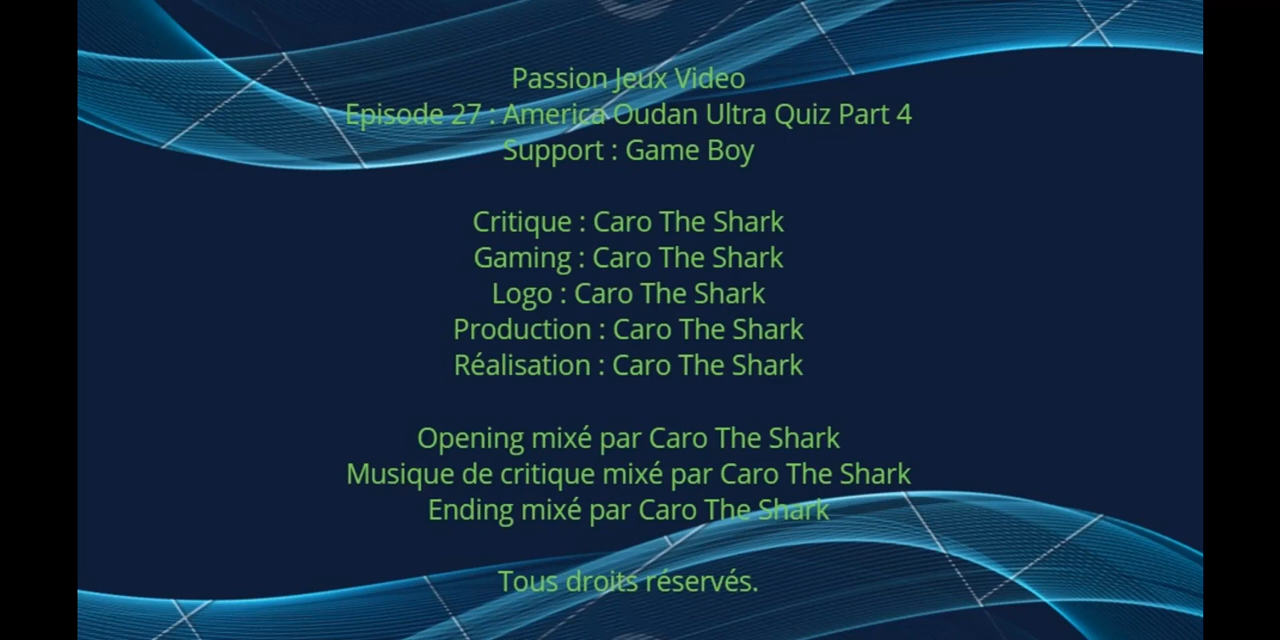 Passion Jeux Video
Episode 27 : America Oudan Ultra Quiz Part 4
Support : Game Boy
Critique : Caro The Shark
Gaming : Caro The Shark
Logo : Caro The Shark
Production : Caro The Shark
Réalisation : Caro The Shark
Opening mixé par Caro The Shark
Musique de critique mixé par Caro The Shark
Ending mixé par Caro The Shark
Tous droits réservés.